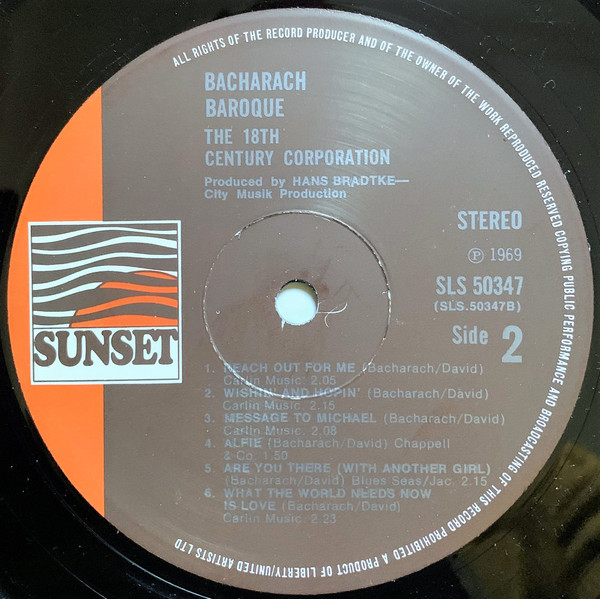 ALL RIGHTS OF THE RECORD PRODUCER AND OF THE OWNER OF THE WORK REPRODUCED RESERVED COPYING PUBLIC PERFORMANCE AND BROADCASTING OF THIS RECORD PROHIBITED A PRODUCT OF LIBERTY/UNITED ARTISTS LTD
BACHARACH
BAROQUE
THE 18TH
CENTURY CORPORATION
Produced by HANS BRADTKE—
City Musik Production
STEREO
Ⓟ 1969
SLS 50347
(SLS.50347B)
Side 2
SUNSET
1. REACH OUT FOR ME (Bacharach/David)
Carlin Music. 2.05
2. WISHIN' AND HOPIN' (Bacharach/David)
Carlin Music. 2.15
3. MESSAGE TO MICHAEL (Bacharach/David)
Carlin Music. 2.08
4. ALFIE (Bacharach/David) Chappell
& Co. 1.50
5. ARE YOU THERE (WITH ANOTHER GIRL)
(Bacharach/David) Blues Seas/Jac. 2.15
6. WHAT THE WORLD NEEDS NOW
IS LOVE (Bacharach/David)
Carlin Music. 2.23